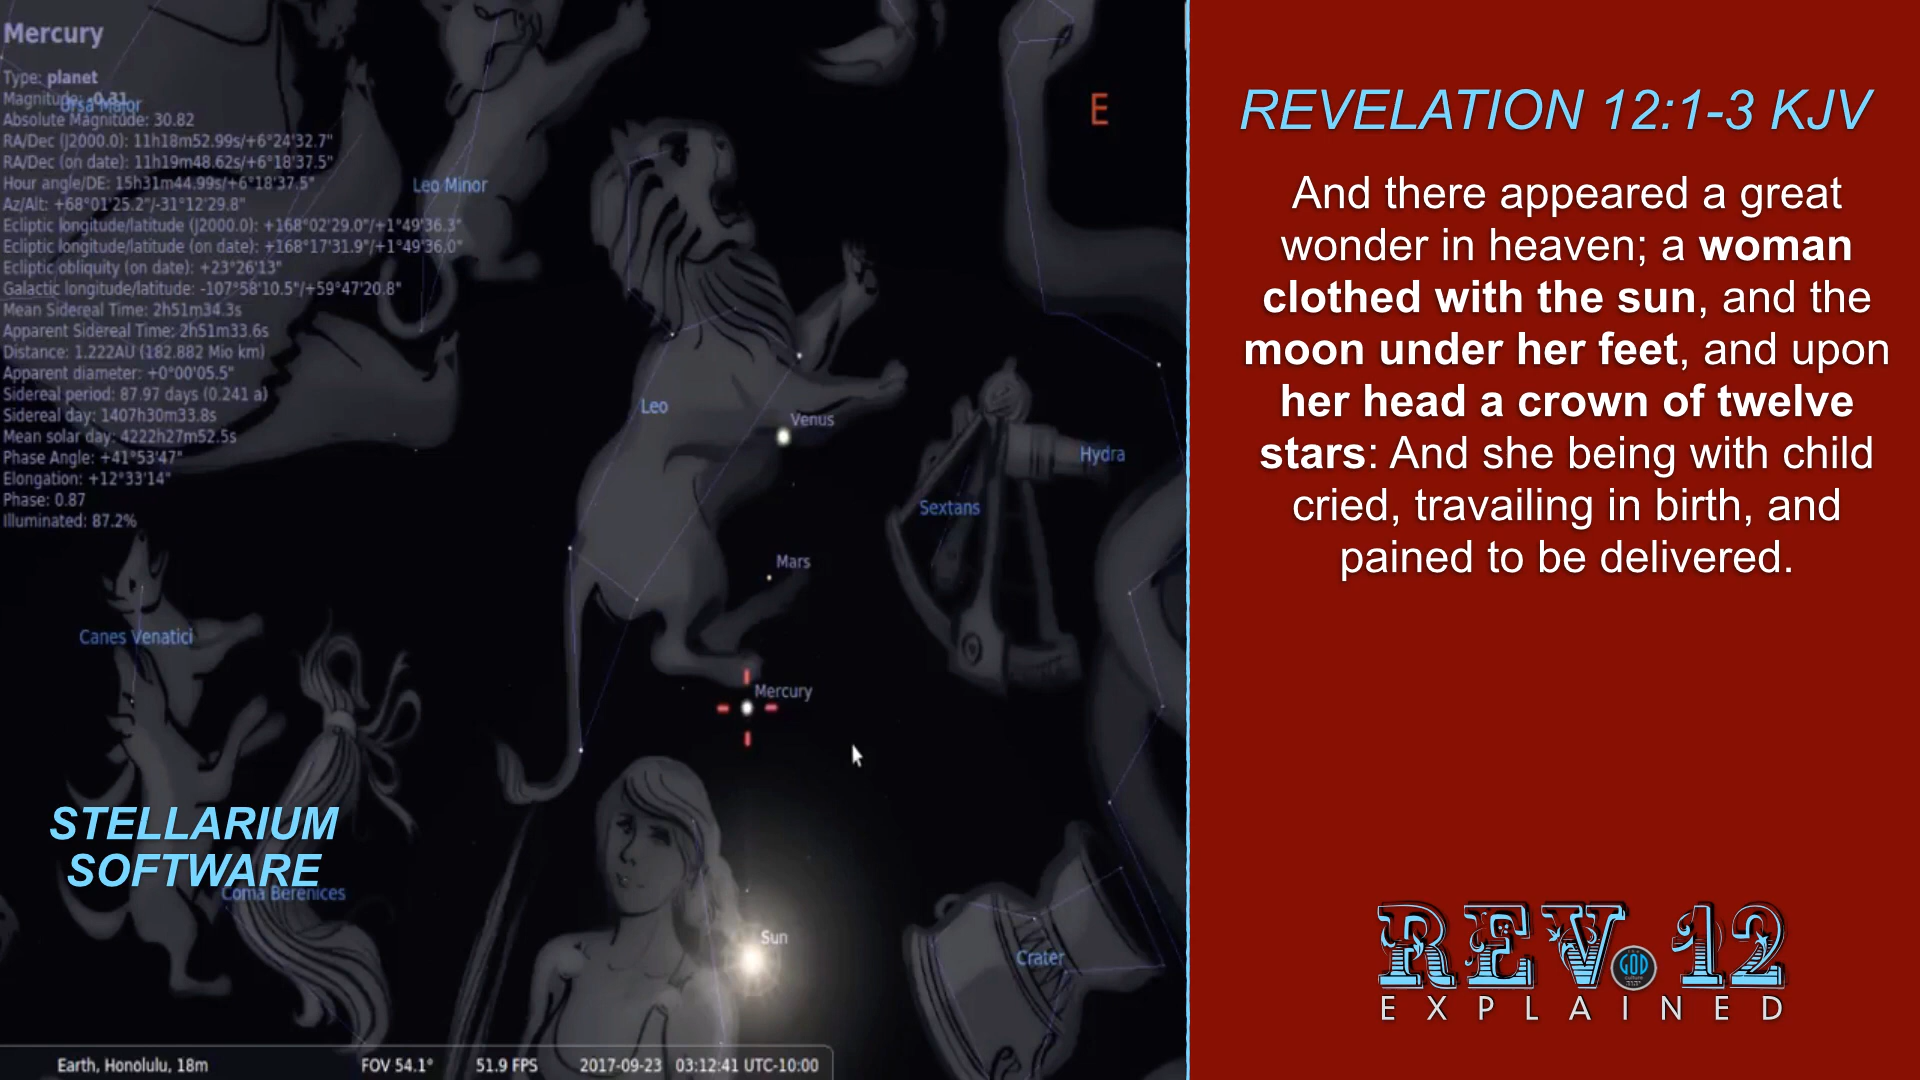 Mercury
Type: planet
Magnitude: -0.31
Ursa Major
Absolute Magnitude: 30.82
RA/Dec (J2000.0): 11h18m52.99s/+6°24'32.7"
RA/Dec (on date): 11h19m48.62s/+6°18'37.5"
Hour angle/DE: 15h31m44.99s/+6°18'37.5"
Az/Alt: +68°01'25.2"/-31°12'29.8"
Ecliptic longitude/latitude (J2000.0): +168°02'29.0"/+1°49'36.3"
Ecliptic longitude/latitude (on date): +168°17'31.9"/+1°49'36.0"
Ecliptic obliquity (on date): +23°26'13"
Galactic longitude/latitude: -107°58'10.5"/+59°47'20.8"
Mean Sidereal Time: 2h51m34.3s
Apparent Sidereal Time: 2h51m33.6s
Distance: 1.222AU (182.882 Mio km)
Apparent diameter: +0°00'05.5"
Sidereal period: 87.97 days (0.241 a)
Sidereal day: 1407h30m33.8s
Mean solar day: 4222h27m52.5s
Phase Angle: +41°53'47"
Elongation: +12°33'14"
Phase: 0.87
Illuminated: 87.2%
E
Leo Minor
Leo
Venus
Hydra
Sextans
Mars
Canes Venatici
Mercury
STELLARIUM
SOFTWARE
Coma Berenices
Sun
Crater
Earth, Honolulu, 18m FOV 54.1° 51.9 FPS 2017-09-23 03:12:41 UTC-10:00
REVELATION 12:1-3 KJV
And there appeared a great
wonder in heaven; a woman
clothed with the sun, and the
moon under her feet, and upon
her head a crown of twelve
stars: And she being with child
cried, travailing in birth, and
pained to be delivered.
REV.12
GOD
EXPLAINED